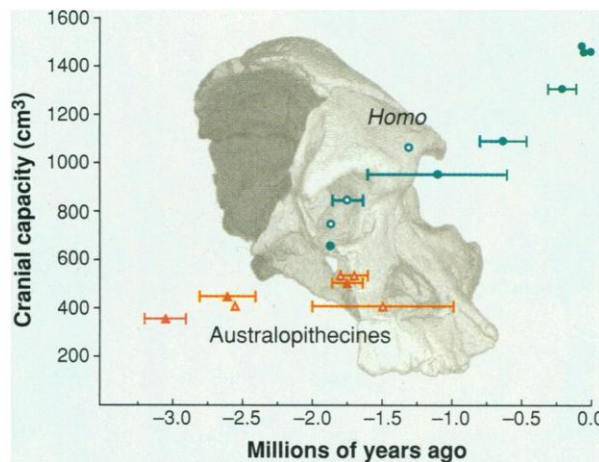 1600
1400
1200
1000
800
600
400
200
Cranial capacity (cm³)
Homo
Australopithecines
−3.0 −2.5 −2.0 −1.5 −1.0 −0.5 0.0
Millions of years ago